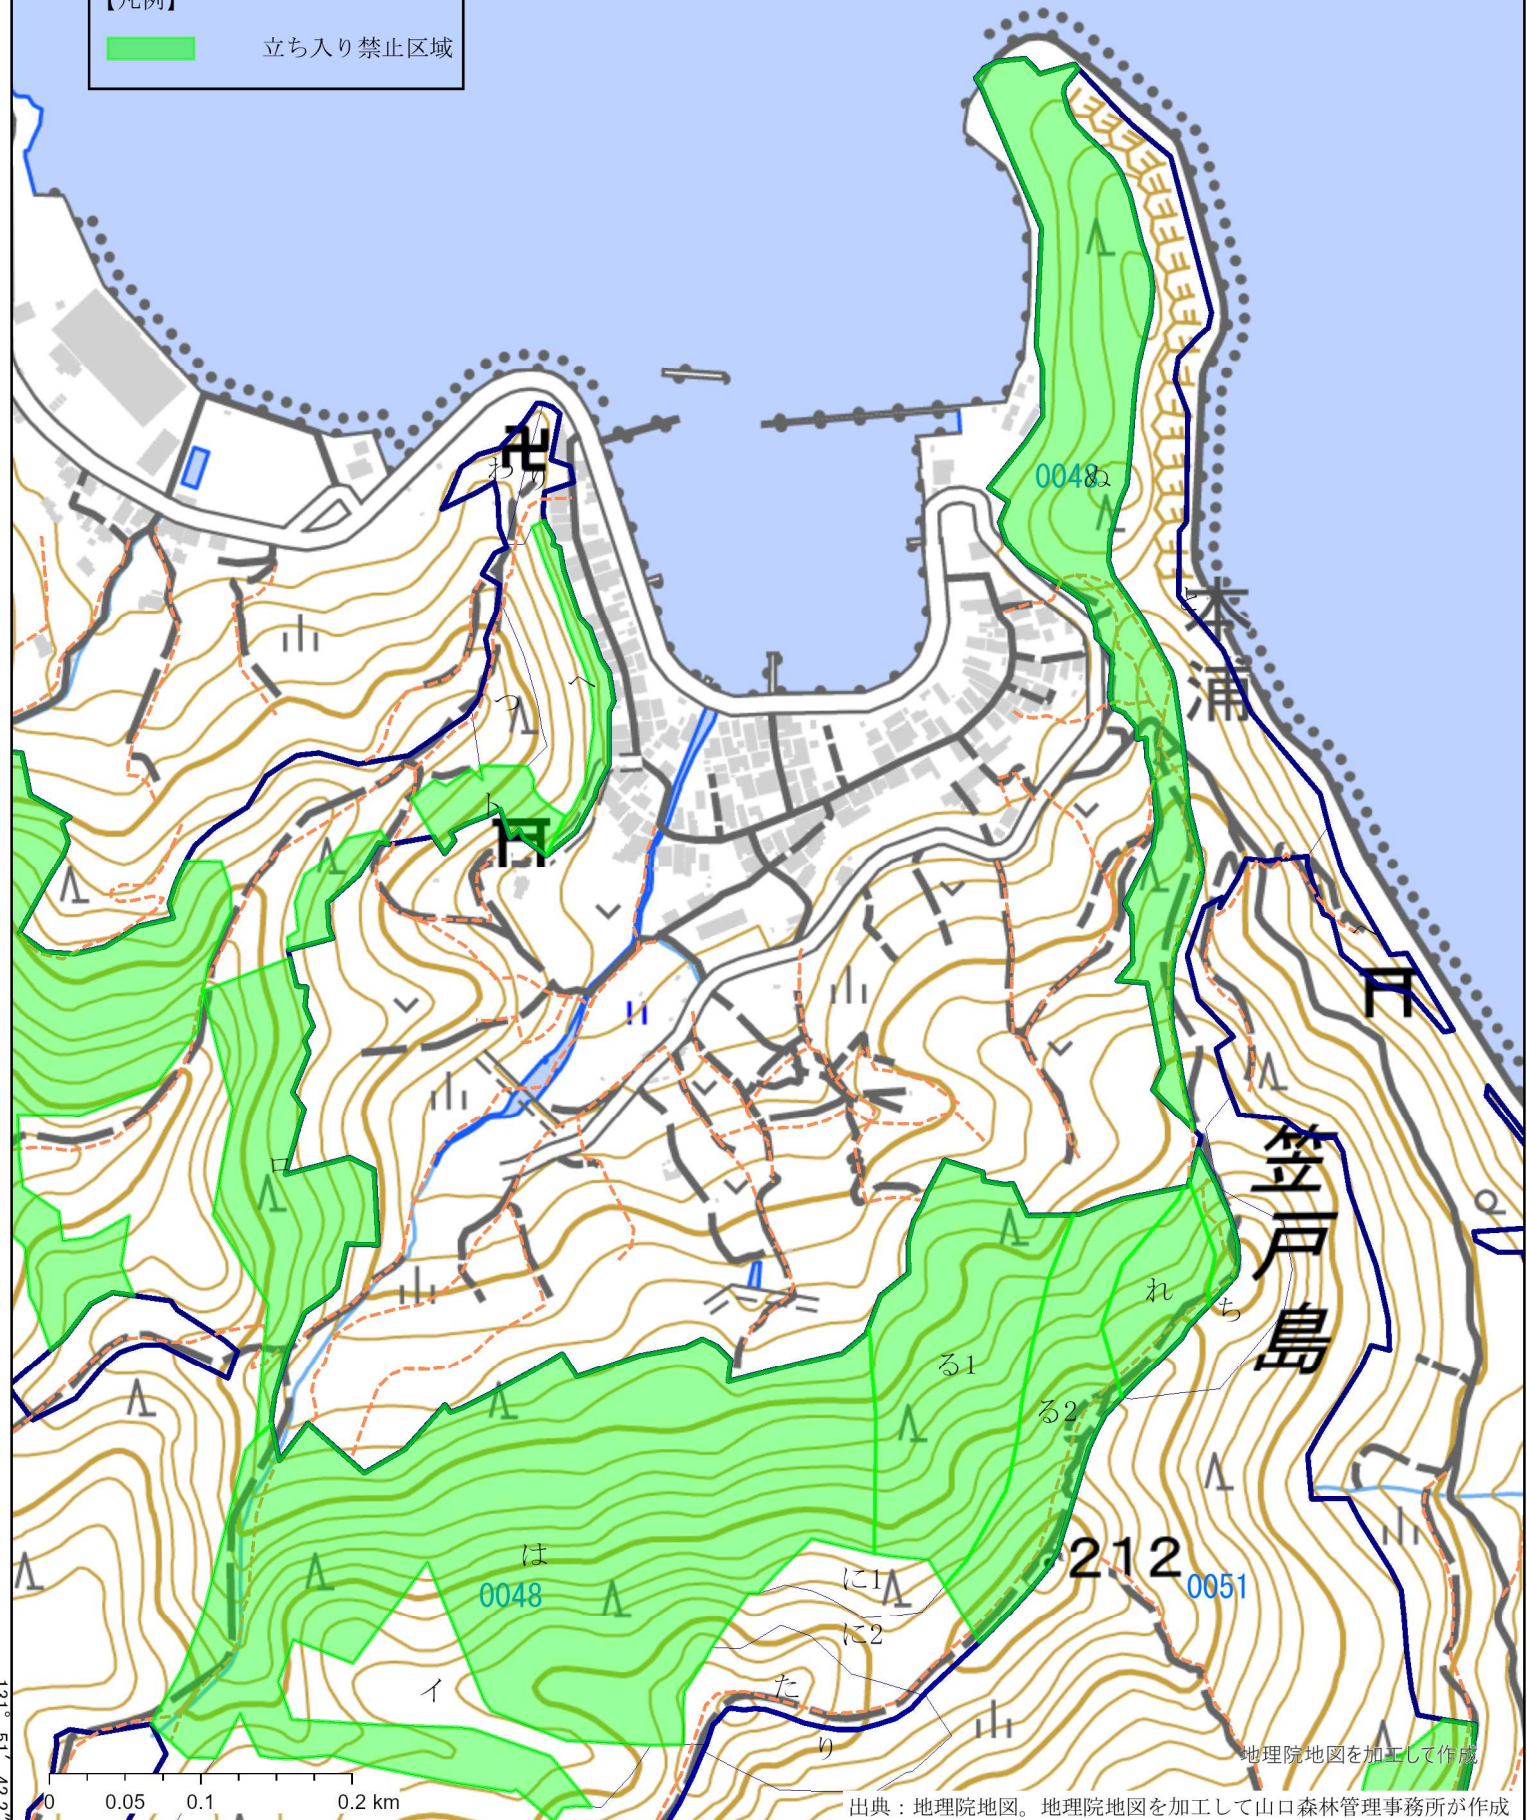 【凡例】
立ち入り禁止区域
わ
り
0048
ぬ
と
本浦
つ
へ
ト
ロ
笠戸島
れ
ち
る1
る2
は
0048
に1
に2
212
0051
イ
た
り
地理院地図を加工して作成
0 0.05 0.1 0.2 km
出典：地理院地図。地理院地図を加工して山口森林管理事務所が作成